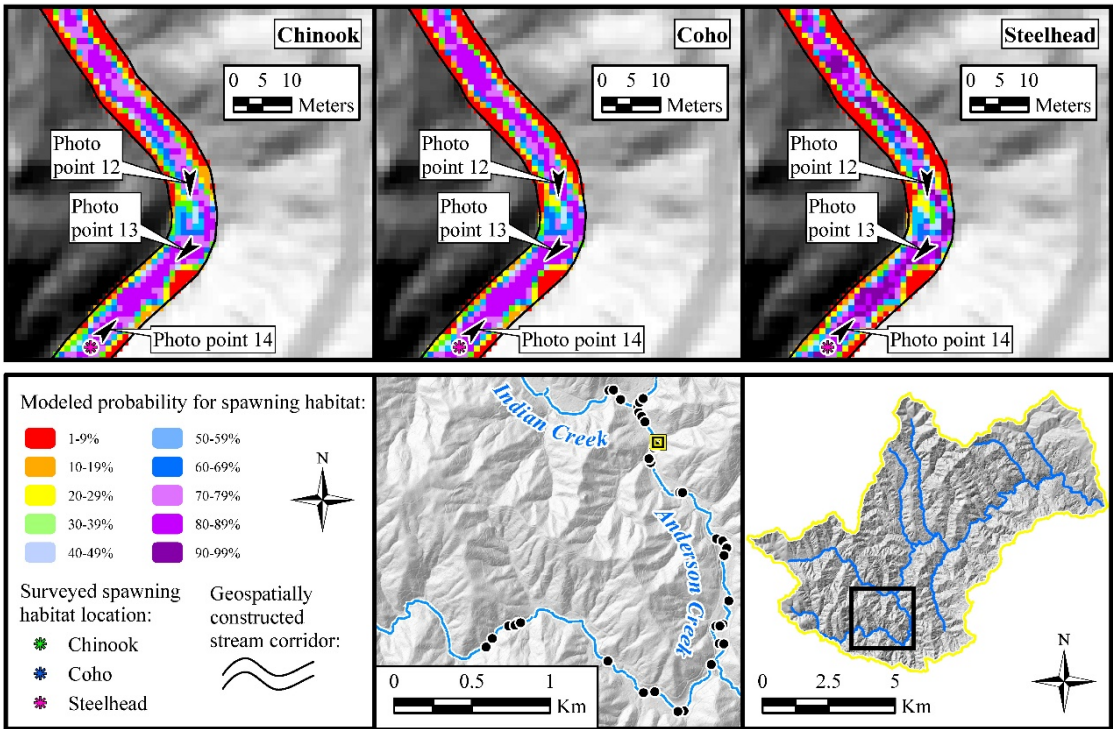 Chinook
0 5 10
Meters
Photo
point 12
Photo
point 13
Photo point 14
Coho
0 5 10
Meters
Photo
point 12
Photo
point 13
Photo point 14
Steelhead
0 5 10
Meters
Photo
point 12
Photo
point 13
Photo point 14
Modeled probability for spawning habitat:
1-9%
10-19%
20-29%
30-39%
40-49%
50-59%
60-69%
70-79%
80-89%
90-99%
N
Surveyed spawning
habitat location:
Chinook
Coho
Steelhead
Geospatially
constructed
stream corridor:
Indian Creek
Anderson Creek
0 0.5 1
Km
0 2.5 5
Km
N